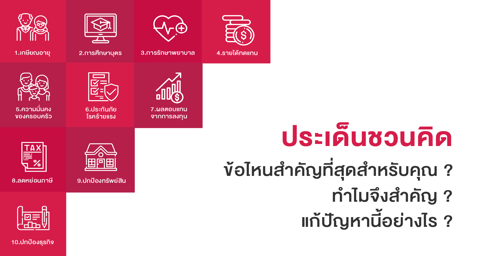 1.เกษียณอายุ
2.การศึกษาบุตร
3.การรักษาพยาบาล
4.รายได้ทดแทน
5.ความมั่นคง
ของครอบครัว
6.ประกันภัย
โรคร้ายแรง
7.ผลตอบแทน
จากการลงทุน
TAX
8.ลดหย่อนภาษี
9.ปกป้องทรัพย์สิน
10.ปกป้องธุรกิจ
ประเด็นชวนคิด
ข้อไหนสำคัญที่สุดสำหรับคุณ ?
ทำไมจึงสำคัญ ?
แก้ปัญหานี้อย่างไร ?